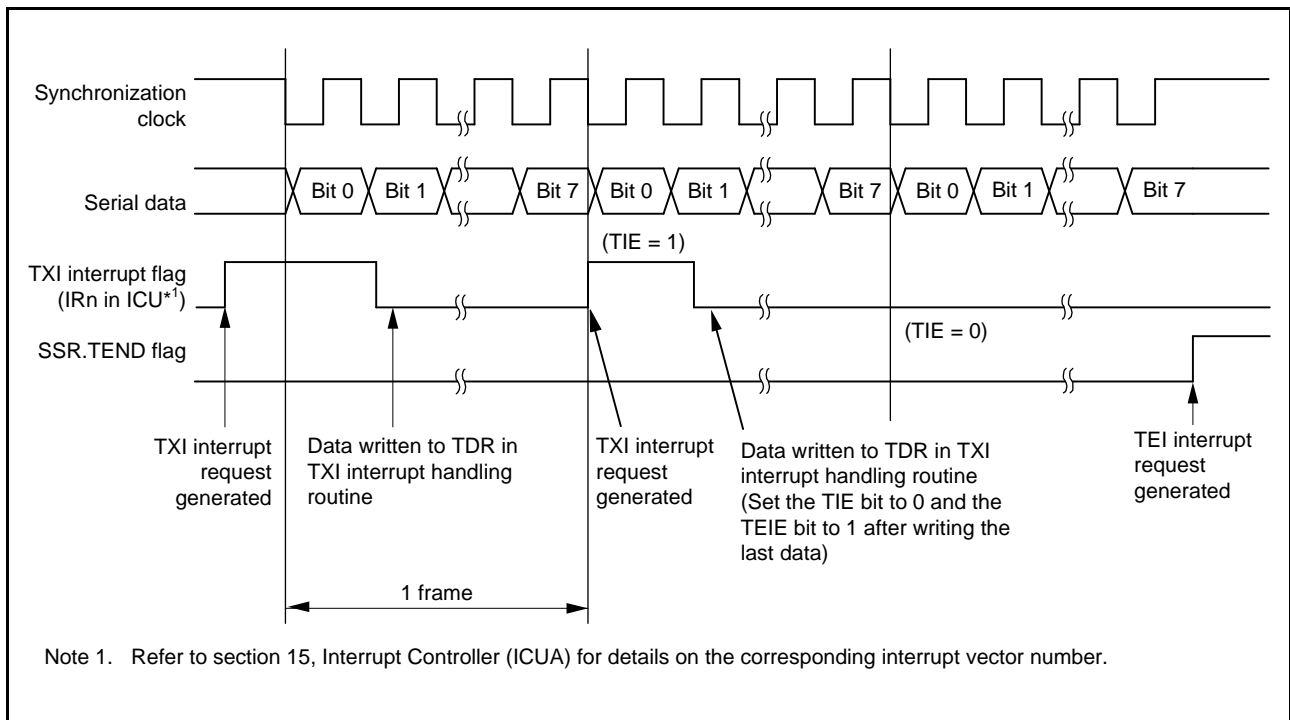 Synchronization
clock
Serial data
Bit 0 Bit 1 Bit 7 Bit 0 Bit 1 Bit 7 Bit 0 Bit 1 Bit 7
(TIE = 1)
TXI interrupt flag
(IRn in ICU*1)
(TIE = 0)
SSR.TEND flag
TXI interrupt
request
generated
Data written to TDR in
TXI interrupt handling
routine
TXI interrupt
request
generated
Data written to TDR in TXI
interrupt handling routine
(Set the TIE bit to 0 and the
TEIE bit to 1 after writing the
last data)
TEI interrupt
request
generated
1 frame
Note 1. Refer to section 15, Interrupt Controller (ICUA) for details on the corresponding interrupt vector number.